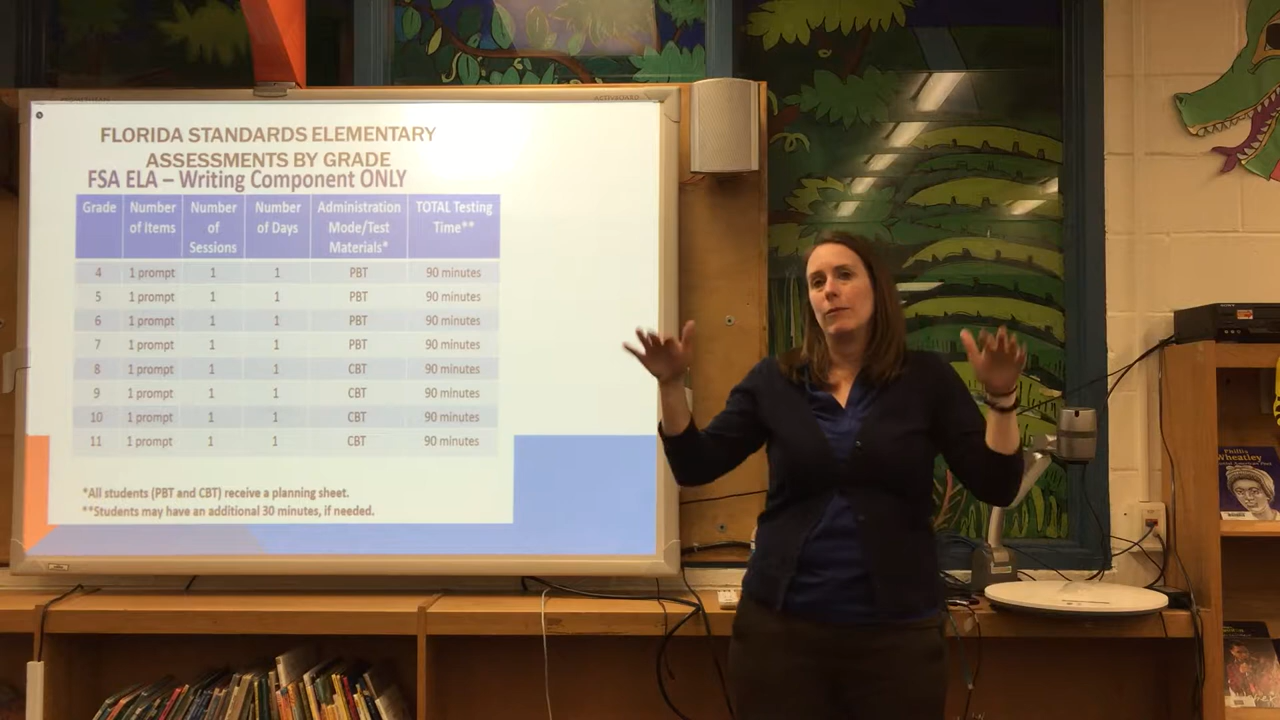 ACTIVBOARD
FLORIDA STANDARDS ELEMENTARY
ASSESSMENTS BY GRADE
FSA ELA – Writing Component ONLY
Grade Number of Items Number of Sessions Number of Days Administration Mode/Test Materials* TOTAL Testing Time**
4 1 prompt 1 1 PBT 90 minutes
5 1 prompt 1 1 PBT 90 minutes
6 1 prompt 1 1 PBT 90 minutes
7 1 prompt 1 1 PBT 90 minutes
8 1 prompt 1 1 CBT 90 minutes
9 1 prompt 1 1 CBT 90 minutes
10 1 prompt 1 1 CBT 90 minutes
11 1 prompt 1 1 CBT 90 minutes
*All students (PBT and CBT) receive a planning sheet.
**Students may have an additional 30 minutes, if needed.
SONY
Phillis
Wheatley